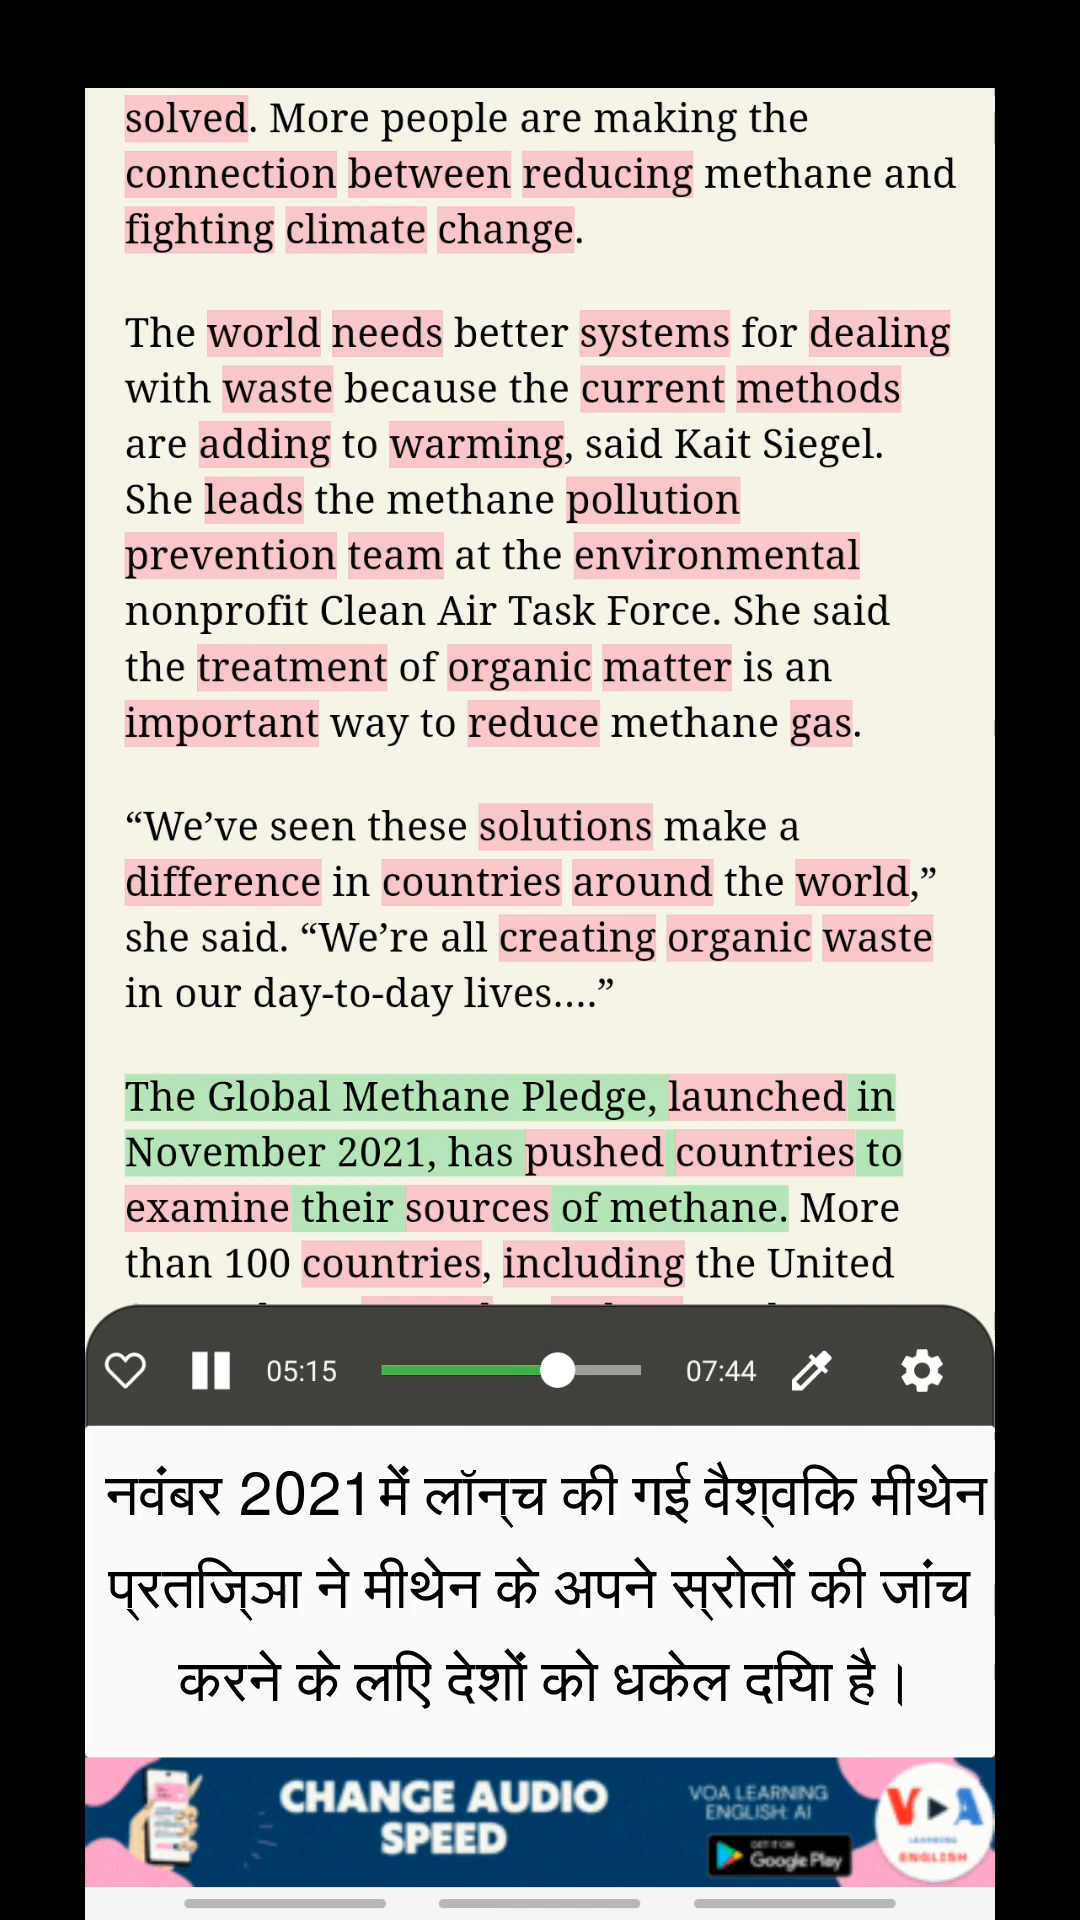 solved. More people are making the
connection between reducing methane and
fighting climate change.
The world needs better systems for dealing
with waste because the current methods
are adding to warming, said Kait Siegel.
She leads the methane pollution
prevention team at the environmental
nonprofit Clean Air Task Force. She said
the treatment of organic matter is an
important way to reduce methane gas.
“We’ve seen these solutions make a
difference in countries around the world,”
she said. “We’re all creating organic waste
in our day-to-day lives….”
The Global Methane Pledge, launched in
November 2021, has pushed countries to
examine their sources of methane. More
than 100 countries, including the United
05:15 07:44
नवंबर 2021 में लॉन्च की गई वैश्विक मीथेन
प्रतिज्ञा ने मीथेन के अपने स्रोतों की जांच
करने के लिए देशों को धकेल दिया है।
CHANGE AUDIO
SPEED
VOA LEARNING
ENGLISH: AI
GET IT ON
Google Play
VOA
LEARNING
ENGLISH